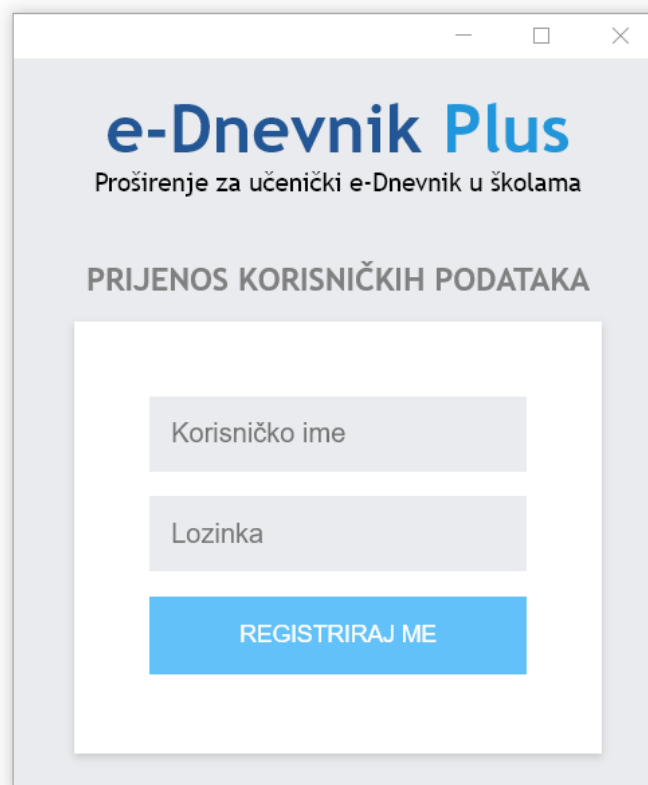 e-Dnevnik Plus
Proširenje za učenički e-Dnevnik u školama
PRIJENOS KORISNIČKIH PODATAKA
Korisničko ime
Lozinka
REGISTRIRAJ ME